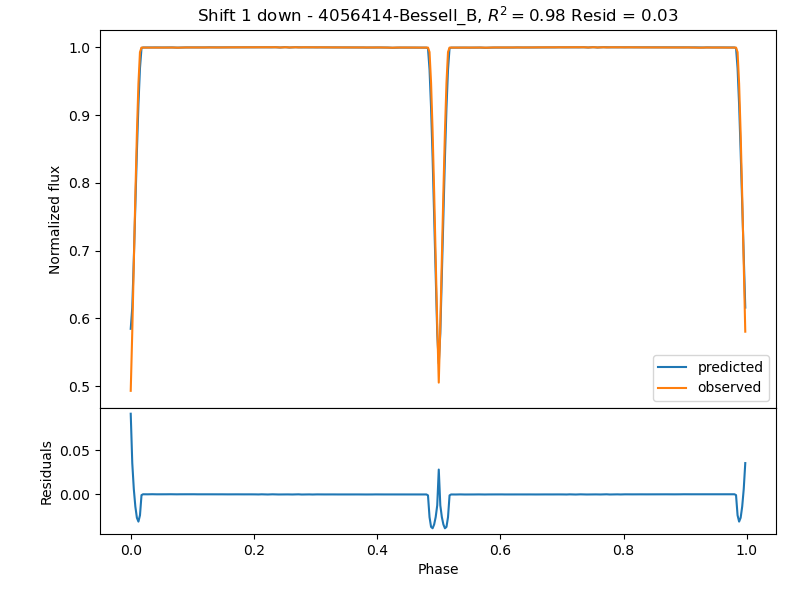 Shift 1 down - 4056414-Bessell_B, R² = 0.98 Resid = 0.03
1.0
0.9
0.8
0.7
0.6
0.5
Normalized flux
predicted
observed
0.05
0.00
Residuals
0.0 0.2 0.4 0.6 0.8 1.0
Phase